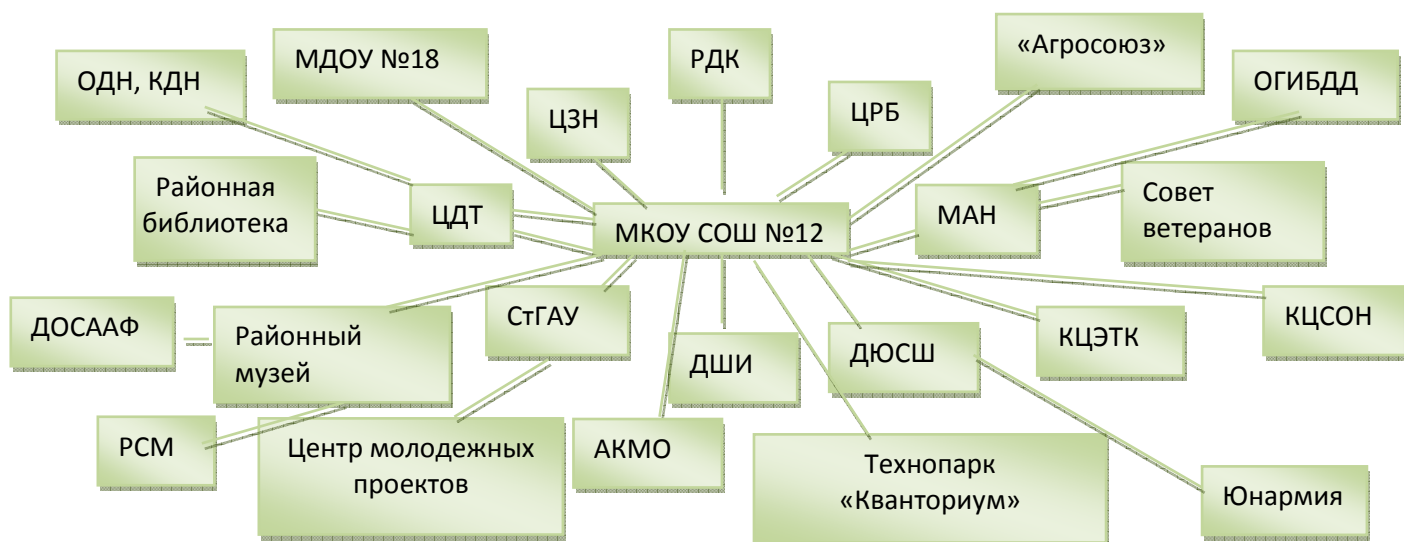 «Агросоюз»
МДОУ №18
РДК
ОДН, КДН
ОГИБДД
ЦЗН
ЦРБ
Районная
библиотека
ЦДТ
МКОУ СОШ №12
МАН
Совет
ветеранов
ДОСААФ
Районный
музей
СтГАУ
ДШИ
ДЮСШ
КЦЭТК
КЦСОН
РСМ
Центр молодежных
проектов
АКМО
Технопарк
«Кванториум»
Юнармия